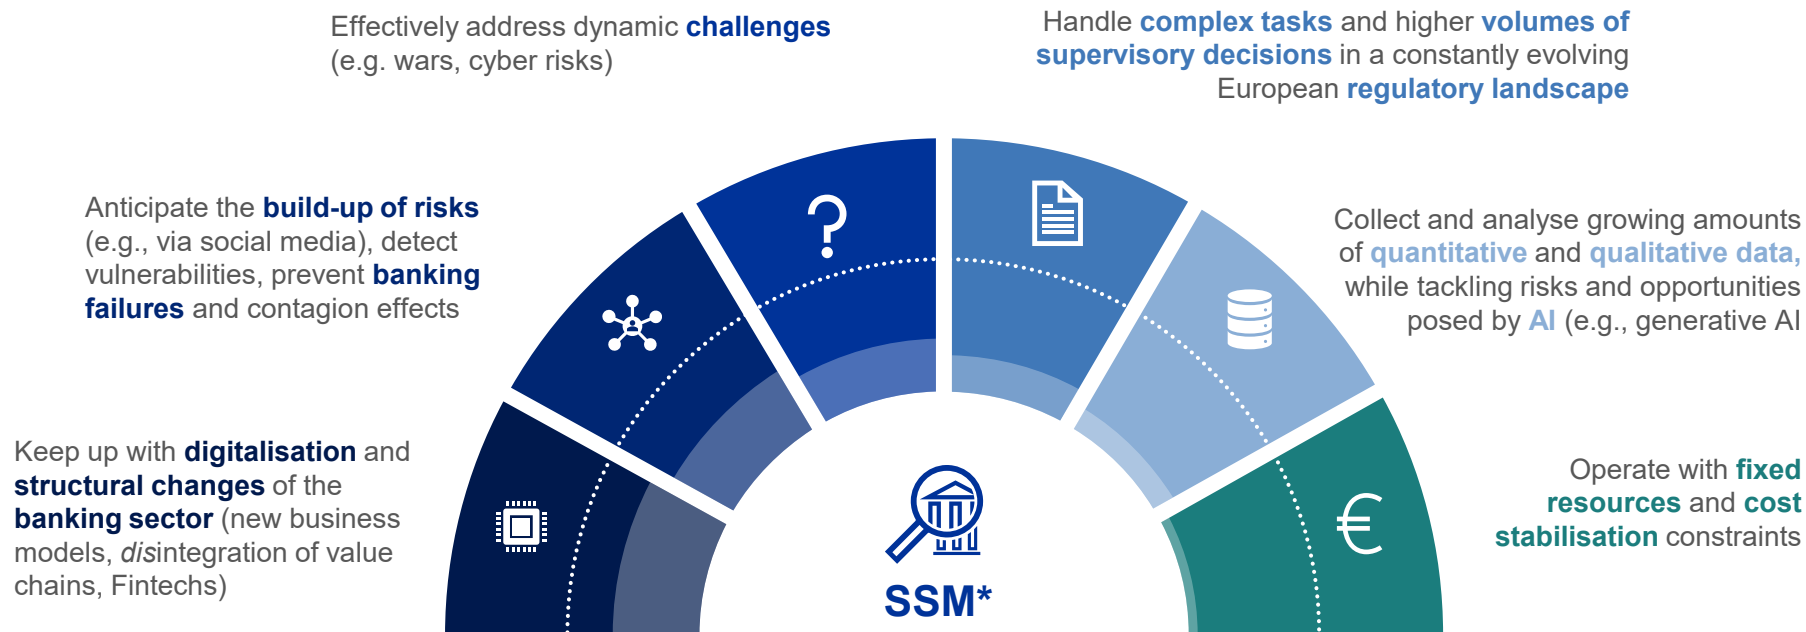 Effectively address dynamic challenges
(e.g. wars, cyber risks)
Handle complex tasks and higher volumes of
supervisory decisions in a constantly evolving
European regulatory landscape
Anticipate the build-up of risks
(e.g., via social media), detect
vulnerabilities, prevent banking
failures and contagion effects
Collect and analyse growing amounts
of quantitative and qualitative data,
while tackling risks and opportunities
posed by AI (e.g., generative AI
Keep up with digitalisation and
structural changes of the
banking sector (new business
models, disintegration of value
chains, Fintechs)
Operate with fixed
resources and cost
stabilisation constraints
€
SSM*